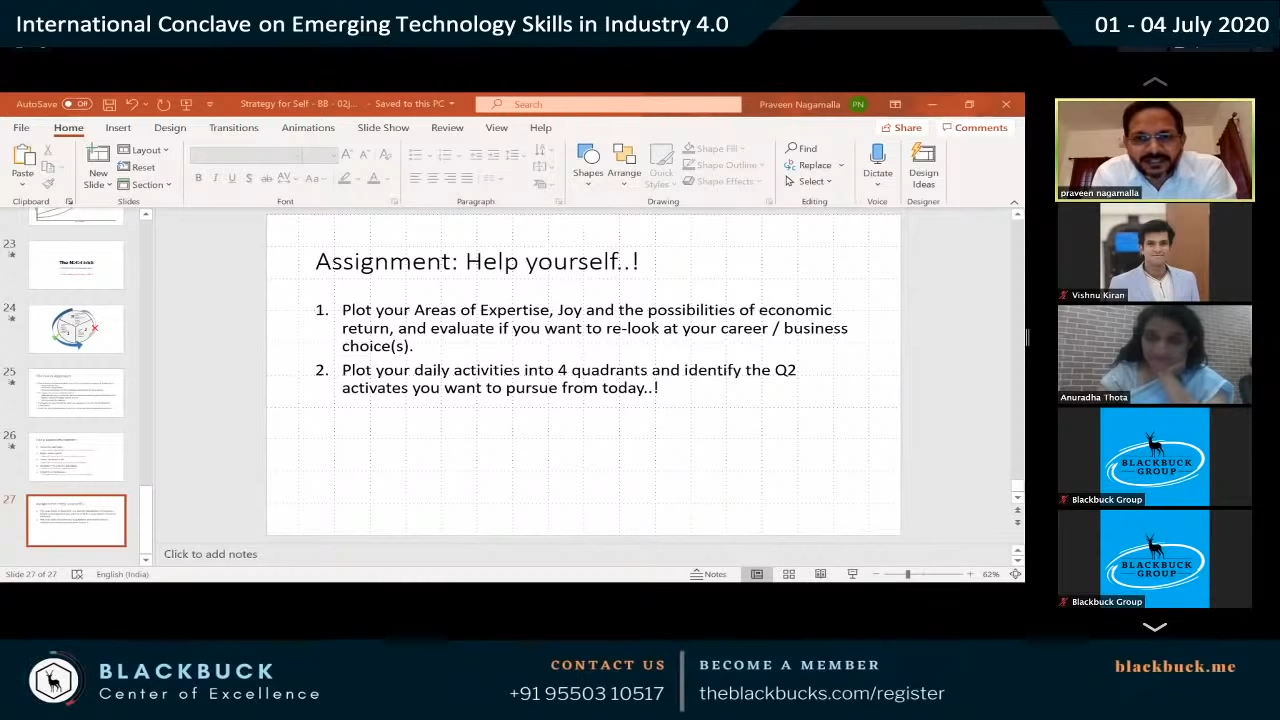 International Conclave on Emerging Technology Skills in Industry 4.0
01 - 04 July 2020
AutoSave Off
Strategy for Self - BB - 02j... - Saved to this PC
Search
Praveen Nagamalla PN
File Home Insert Design Transitions Animations Slide Show Review View Help
Share Comments
Paste
New Slide
Layout
Reset
Section
Shapes
Arrange
Quick Styles
Shape Fill
Shape Outline
Shape Effects
Find
Replace
Select
Dictate
Design Ideas
Clipboard Slides Font Paragraph Drawing Editing Voice Designer
23
24
25
26
27
Assignment: Help yourself..!
1. Plot your Areas of Expertise, Joy and the possibilities of economic
return, and evaluate if you want to re-look at your career / business
choice(s).
2. Plot your daily activities into 4 quadrants and identify the Q2
activates you want to pursue from today..!
Click to add notes
Slide 27 of 27 English (India) Notes 62%
praveen nagamalla
Vishnu Kiran
Anuradha Thota
BLACKBUCK
GROUP
Blackbuck Group
BLACKBUCK
GROUP
Blackbuck Group
BLACKBUCK
Center of Excellence
CONTACT US
+91 95503 10517
BECOME A MEMBER
theblackbucks.com/register
blackbuck.me